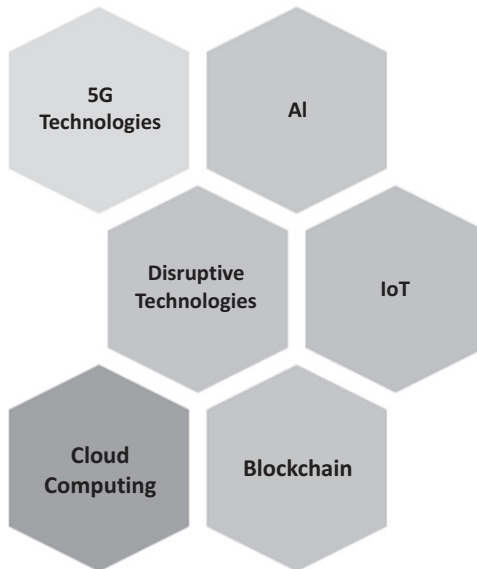 5G
Technologies
AI
Disruptive
Technologies
IoT
Cloud
Computing
Blockchain